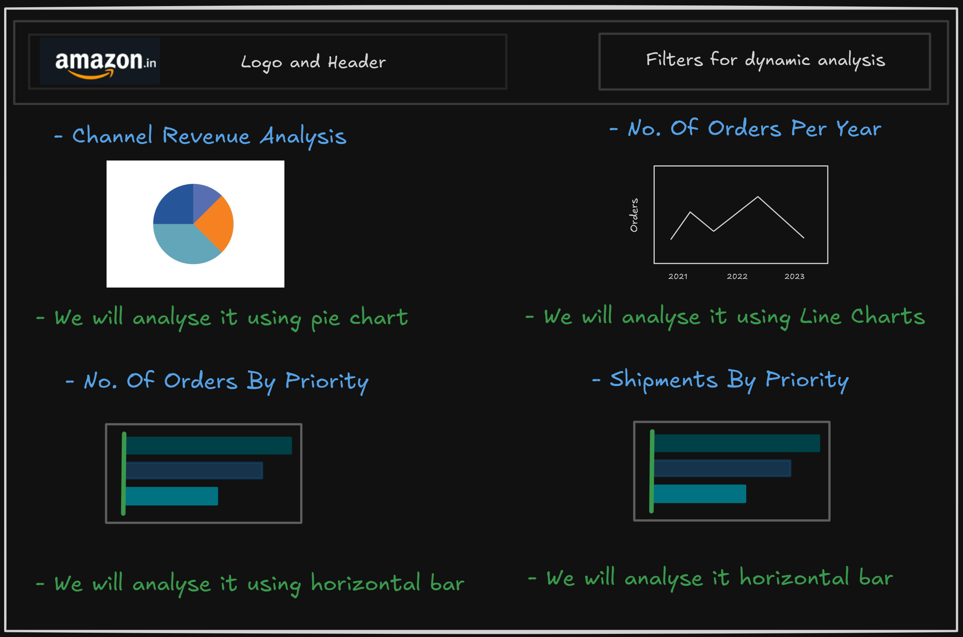 amazon.in
Logo and Header
Filters for dynamic analysis
- Channel Revenue Analysis
- No. Of Orders Per Year
Orders
2021
2022
2023
- We will analyse it using pie chart
- We will analyse it using Line Charts
- No. Of Orders By Priority
- Shipments By Priority
- We will analyse it using horizontal bar
- We will analyse it horizontal bar